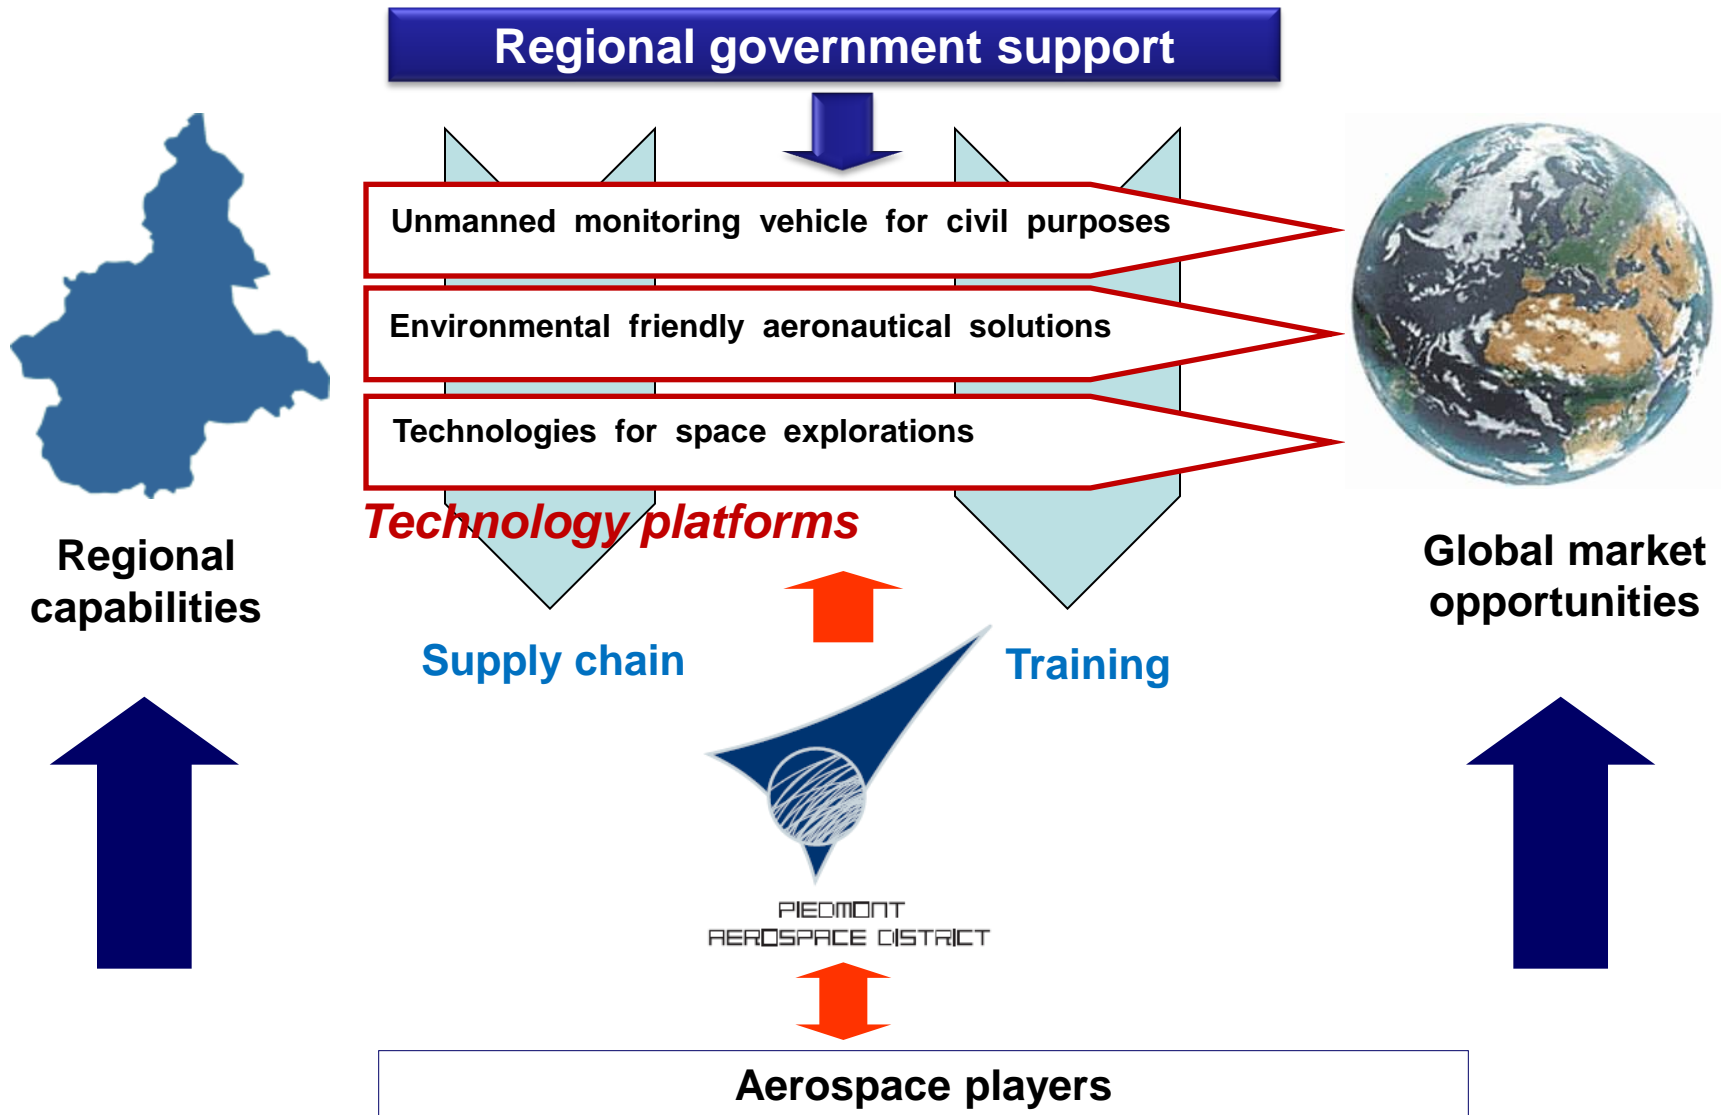 Regional government support
Unmanned monitoring vehicle for civil purposes
Environmental friendly aeronautical solutions
Technologies for space explorations
Technology platforms
Regional
capabilities
Global market
opportunities
Supply chain
Training
PIEDMONT
AEROSPACE DISTRICT
Aerospace players